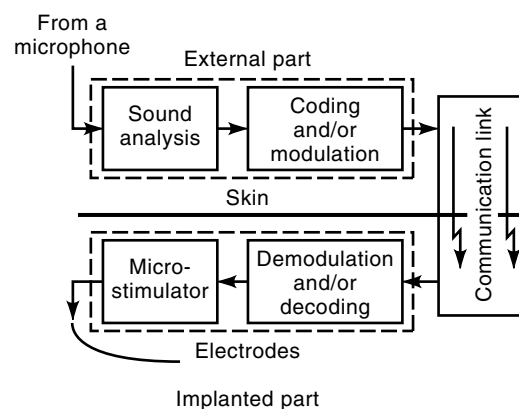 From a
microphone
External part
Sound
analysis
Coding
and/or
modulation
Communication link
Skin
Micro-
stimulator
Demodulation
and/or
decoding
Electrodes
Implanted part